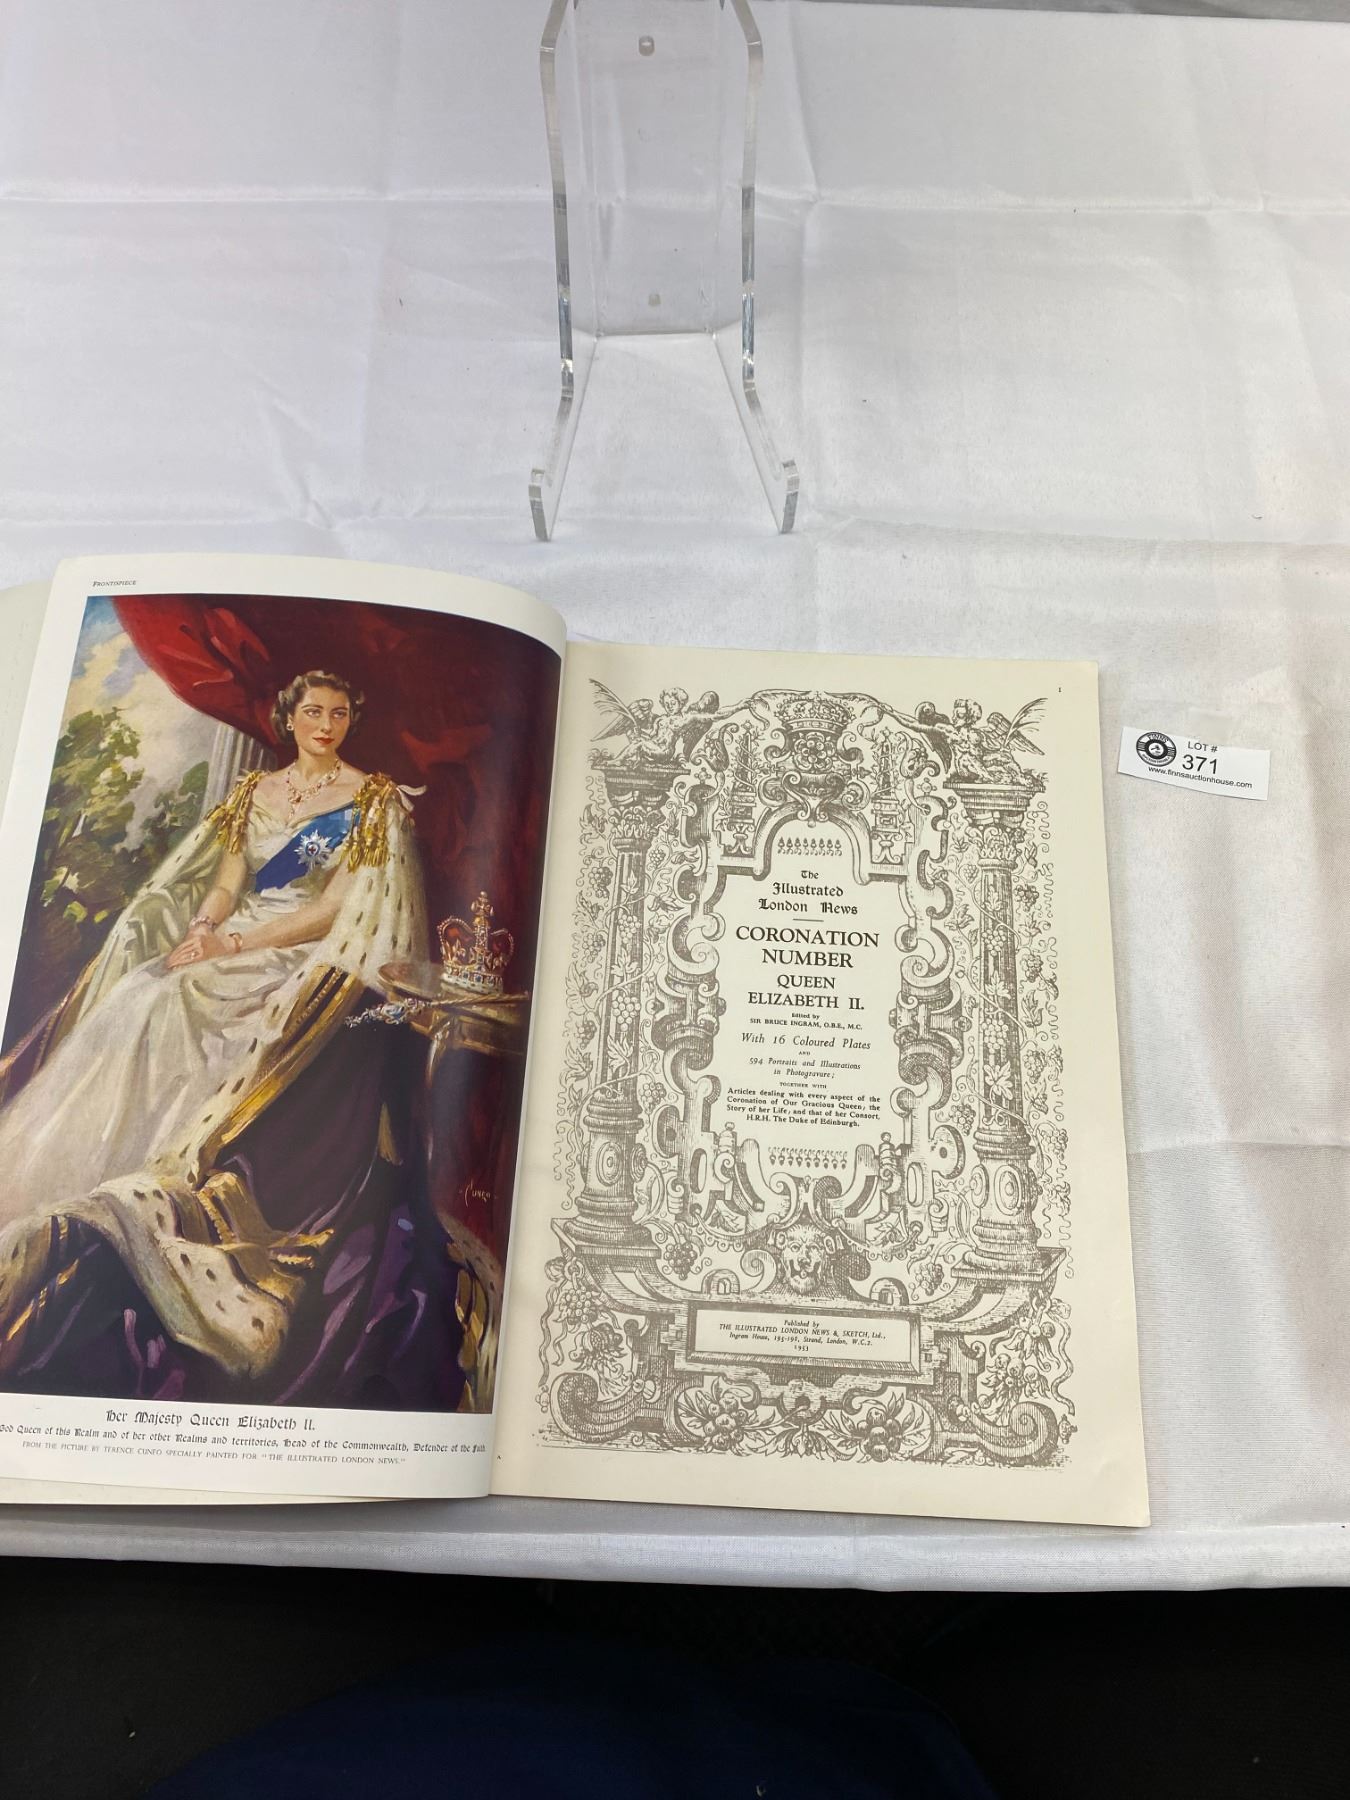 FRONTISPIECE
CUNEO
Her Majesty Queen Elizabeth II.
God Queen of this Realm and of her other Realms and territories, Head of the Commonwealth, Defender of the Faith
FROM THE PICTURE BY TERENCE CUNEO SPECIALLY PAINTED FOR "THE ILLUSTRATED LONDON NEWS."
1
The
Illustrated
London News
CORONATION
NUMBER
QUEEN
ELIZABETH II.
Edited by
SIR BRUCE INGRAM, O.B.E., M.C.
With 16 Coloured Plates
AND
594 Portraits and Illustrations
in Photogravure;
TOGETHER WITH
Articles dealing with every aspect of the
Coronation of Our Gracious Queen, the
Story of her Life, and that of her Consort,
H.R.H. The Duke of Edinburgh.
Published by
THE ILLUSTRATED LONDON NEWS & SKETCH, Ltd.,
Ingram House, 195-198, Strand, London, W.C.2.
1953
A
LOT #
371
www.finnsauctionhouse.com